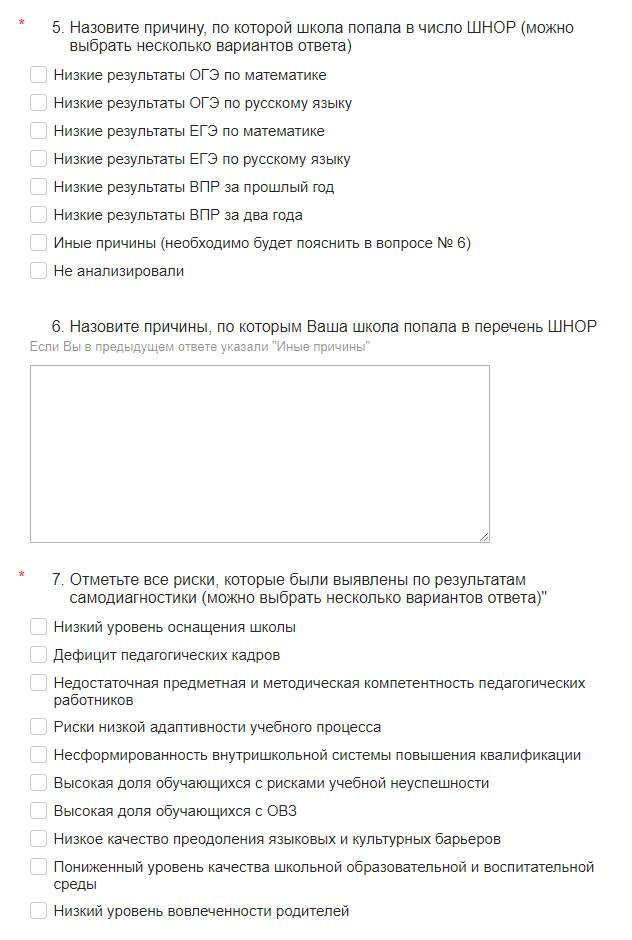 * 5. Назовите причину, по которой школа попала в число ШНОР (можно
выбрать несколько вариантов ответа)
Низкие результаты ОГЭ по математике
Низкие результаты ОГЭ по русскому языку
Низкие результаты ЕГЭ по математике
Низкие результаты ЕГЭ по русскому языку
Низкие результаты ВПР за прошлый год
Низкие результаты ВПР за два года
Иные причины (необходимо будет пояснить в вопросе № 6)
Не анализировали
6. Назовите причины, по которым Ваша школа попала в перечень ШНОР
Если Вы в предыдущем ответе указали "Иные причины"
* 7. Отметьте все риски, которые были выявлены по результатам
самодиагностики (можно выбрать несколько вариантов ответа)"
Низкий уровень оснащения школы
Дефицит педагогических кадров
Недостаточная предметная и методическая компетентность педагогических
работников
Риски низкой адаптивности учебного процесса
Несформированность внутришкольной системы повышения квалификации
Высокая доля обучающихся с рисками учебной неуспешности
Высокая доля обучающихся с ОВЗ
Низкое качество преодоления языковых и культурных барьеров
Пониженный уровень качества школьной образовательной и воспитательной
среды
Низкий уровень вовлеченности родителей